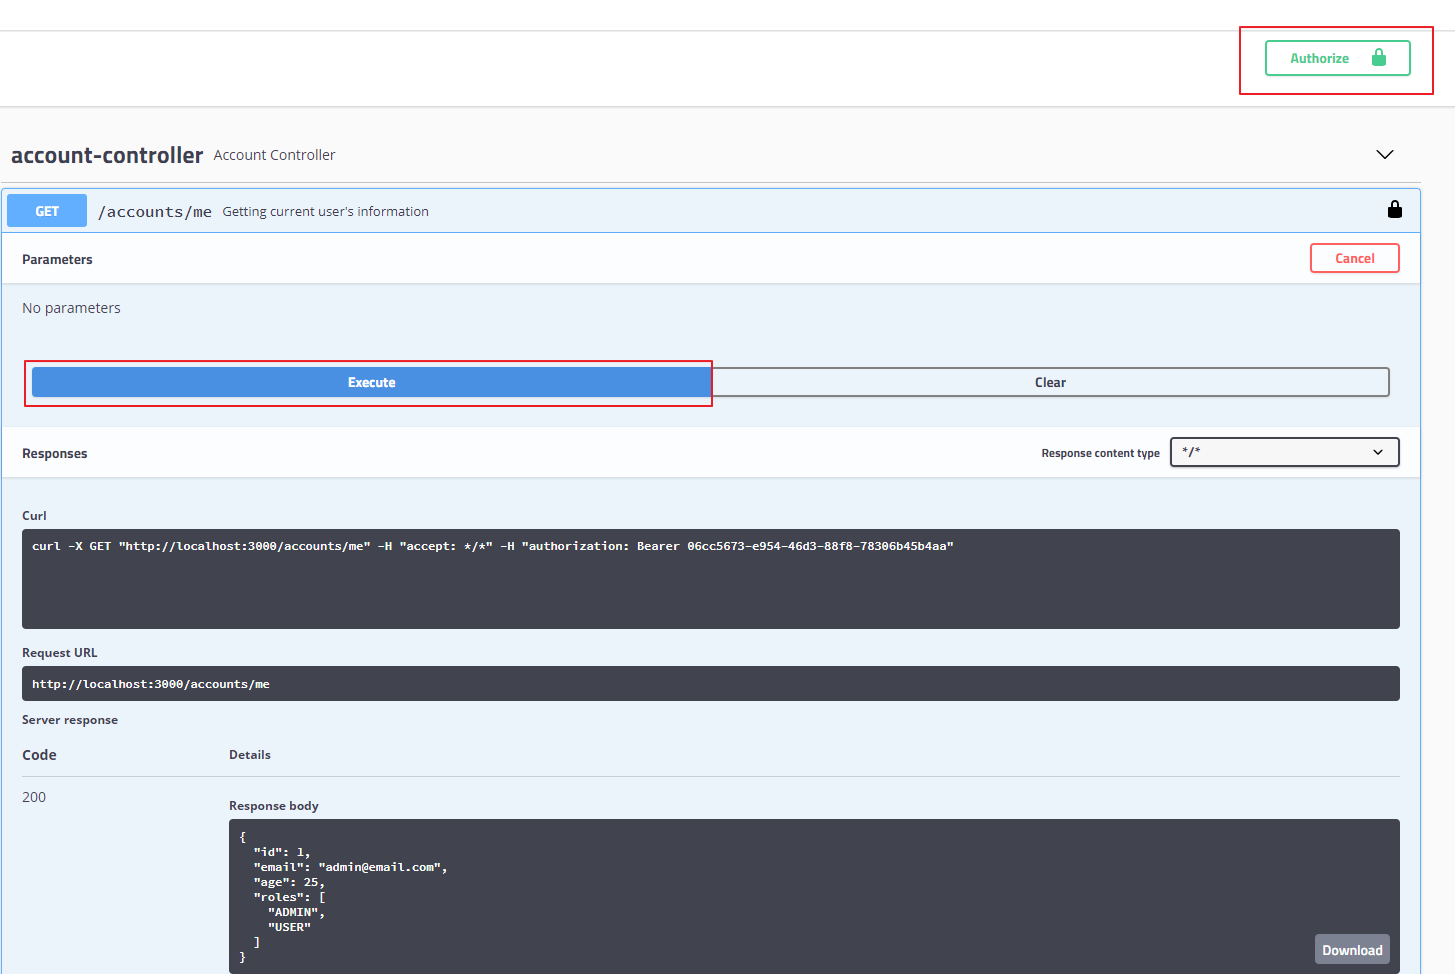 Authorize
account-controller Account Controller
GET /accounts/me Getting current user's information
Parameters Cancel
No parameters
Execute Clear
Responses Response content type */*
Curl
curl -X GET "http://localhost:3000/accounts/me" -H "accept: */*" -H "authorization: Bearer 06cc5673-e954-46d3-88f8-78306b45b4aa"
Request URL
http://localhost:3000/accounts/me
Server response
Code Details
200
Response body
{
"id": 1,
"email": "admin@email.com",
"age": 25,
"roles": [
"ADMIN",
"USER"
]
}
Download